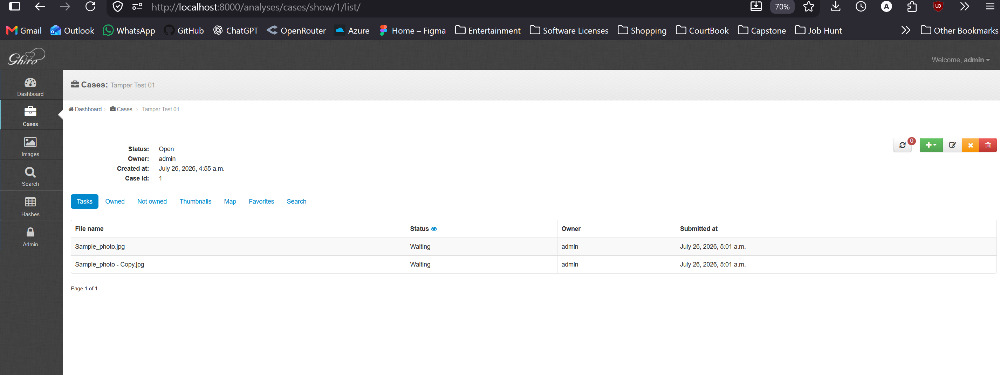 http://localhost:8000/analyses/cases/show/1/list/ 70% A
Gmail Outlook WhatsApp GitHub ChatGPT OpenRouter Azure Home – Figma Entertainment Software Licenses Shopping CourtBook Capstone Job Hunt Other Bookmarks
Ghiro
Welcome, admin
Dashboard
Cases
Images
Search
Hashes
Admin
Cases: Tamper Test 01
Dashboard › Cases › Tamper Test 01
0
Status: Open
Owner: admin
Created at: July 26, 2026, 4:55 a.m.
Case Id: 1
Tasks Owned Not owned Thumbnails Map Favorites Search
File name Status Owner Submitted at
Sample_photo.jpg Waiting admin July 26, 2026, 5:01 a.m.
Sample_photo - Copy.jpg Waiting admin July 26, 2026, 5:01 a.m.
Page 1 of 1